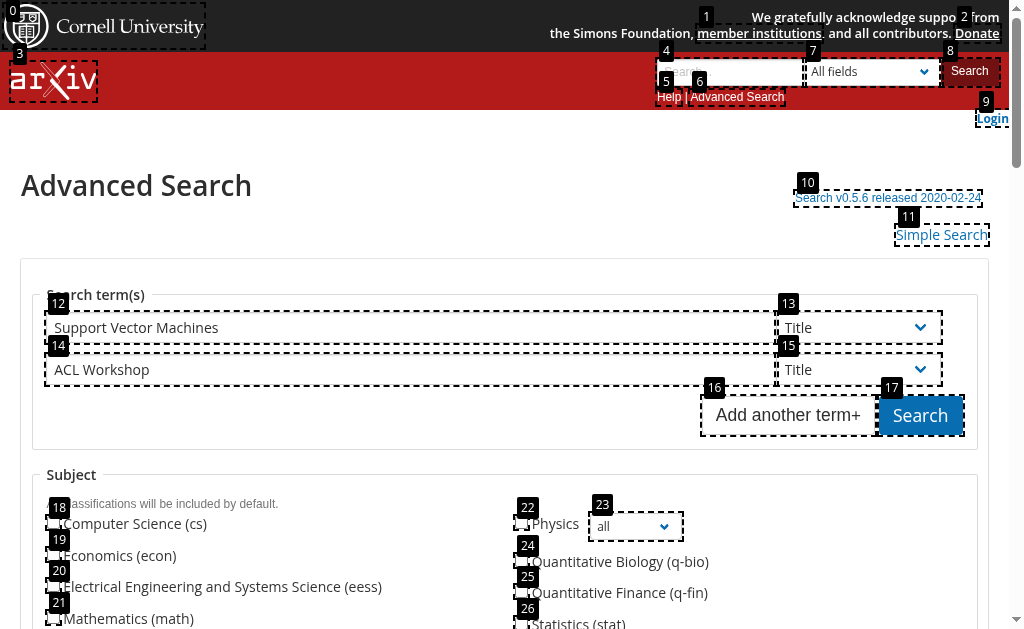 0
Cornell University
1
2
We gratefully acknowledge support from
the Simons Foundation, member institutions, and all contributors. Donate
3
arXiv
4
7
8
Search...
All fields
Search
5
6
Help | Advanced Search
9
Login
Advanced Search
10
Search v0.5.6 released 2020-02-24
11
Simple Search
Search term(s)
12
13
Support Vector Machines
Title
14
15
ACL Workshop
Title
16
17
Add another term+
Search
Subject
classifications will be included by default.
18
Computer Science (cs)
22
Physics
23
all
19
Economics (econ)
24
Quantitative Biology (q-bio)
20
Electrical Engineering and Systems Science (eess)
25
Quantitative Finance (q-fin)
21
Mathematics (math)
26
Statistics (stat)